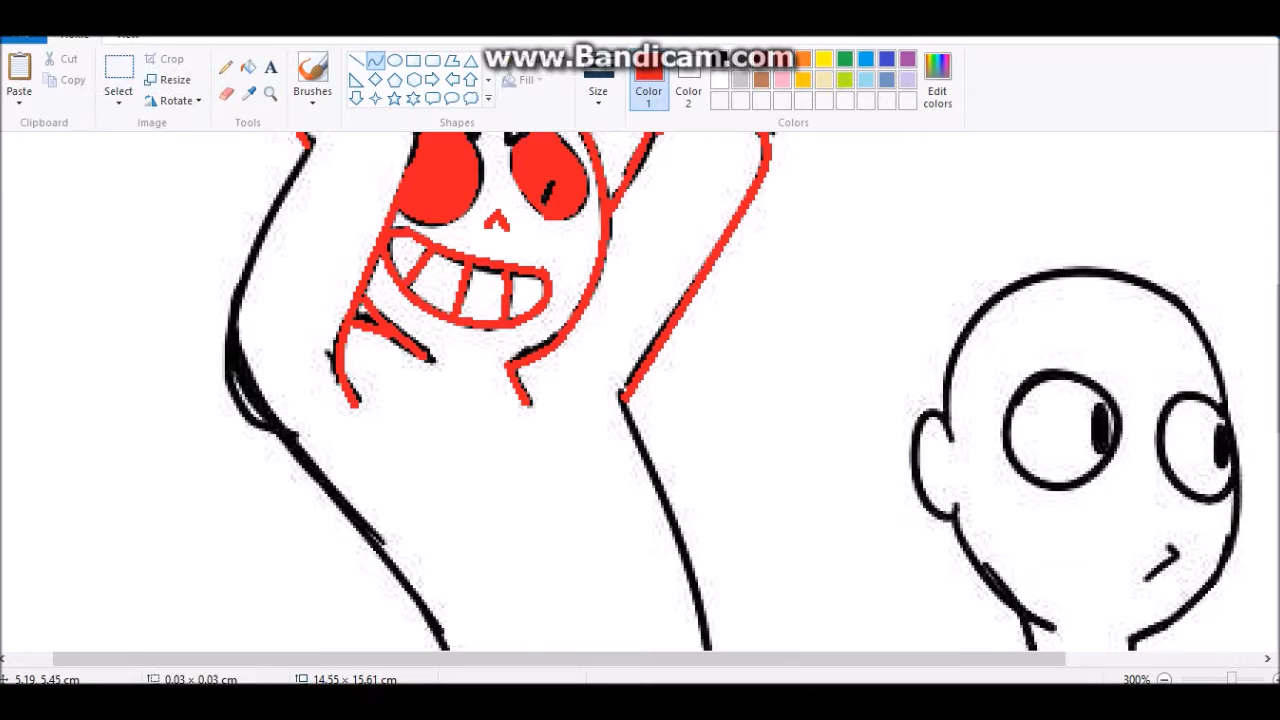 www.Bandicam.com
Cut
Copy
Paste
Clipboard
Crop
Resize
Rotate
Select
Image
Tools
Brushes
Shapes
Fill
Size
Color 1
Color 2
Edit colors
Colors
5.19, 5.45 cm
0.03 × 0.03 cm
14.55 × 15.61 cm
300%